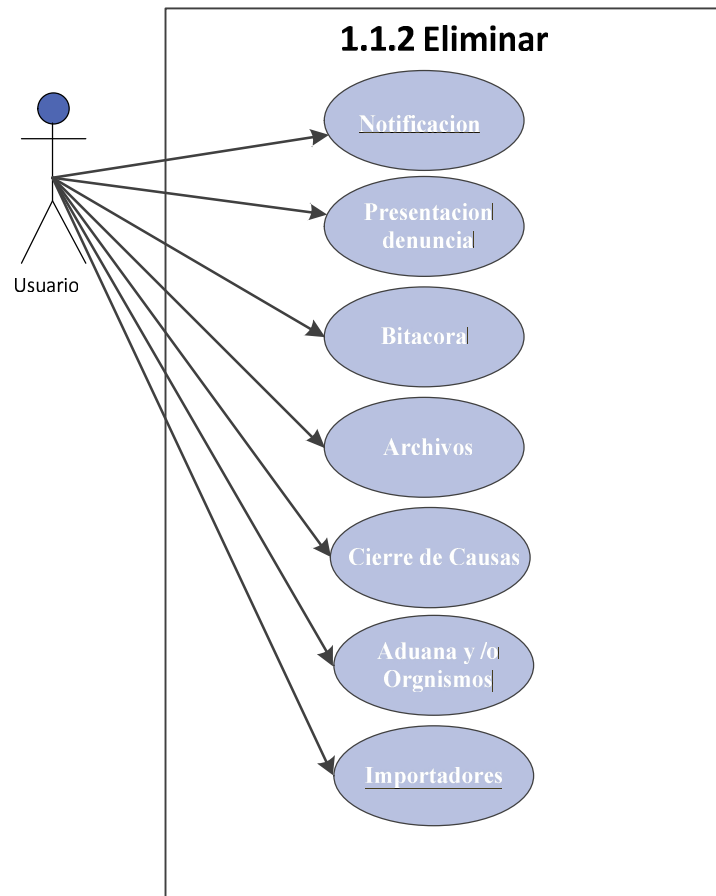 1.1.2 Eliminar
Notificacion
Presentacion
denuncia
Usuario
Bitacora
Archivos
Cierre de Causas
Aduana y /o
Orgnismos
Importadores